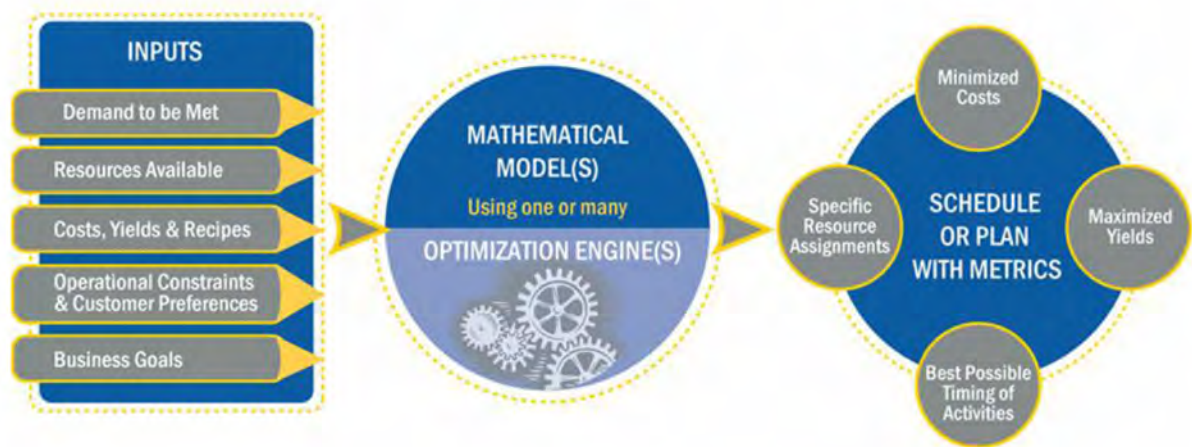 INPUTS
Demand to be Met
Resources Available
Costs, Yields & Recipes
Operational Constraints
& Customer Preferences
Business Goals
MATHEMATICAL
MODEL(S)
Using one or many
OPTIMIZATION ENGINE(S)
Minimized
Costs
Specific
Resource
Assignments
SCHEDULE
OR PLAN
WITH METRICS
Maximized
Yields
Best Possible
Timing of
Activities